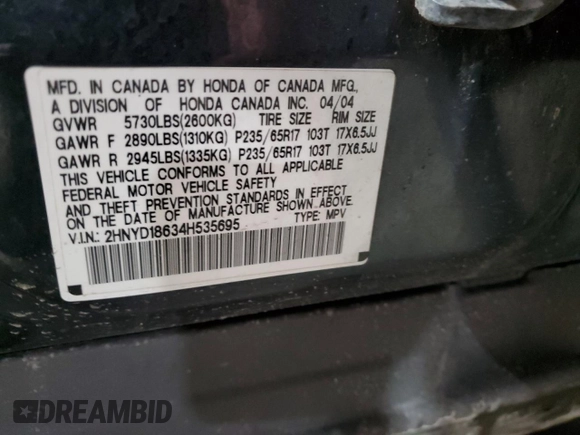 MFD. IN CANADA BY HONDA OF CANADA MFG.,
A DIVISION OF HONDA CANADA INC. 04/04
GVWR 5730LBS(2600KG) TIRE SIZE RIM SIZE
GAWR F 2890LBS(1310KG) P235/65R17 103T 17X6.5JJ
GAWR R 2945LBS(1335KG) P235/65R17 103T 17X6.5JJ
THIS VEHICLE CONFORMS TO ALL APPLICABLE
FEDERAL MOTOR VEHICLE SAFETY
AND THEFT PREVENTION STANDARDS IN EFFECT
ON THE DATE OF MANUFACTURE SHOWN ABOVE.
V.I.N.: 2HNYD18634H535695 TYPE: MPV
DREAMBID